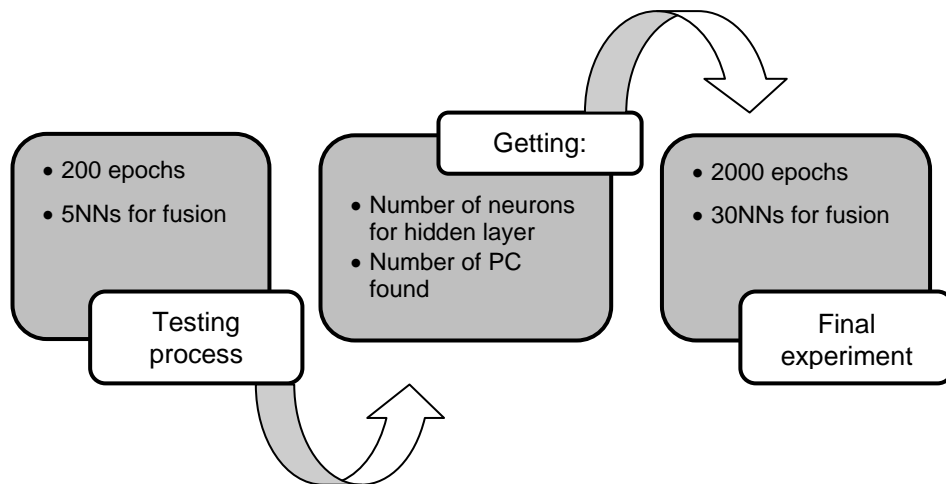 • 200 epochs
• 5NNs for fusion
Testing
process
Getting:
• Number of neurons
for hidden layer
• Number of PC
found
• 2000 epochs
• 30NNs for fusion
Final
experiment